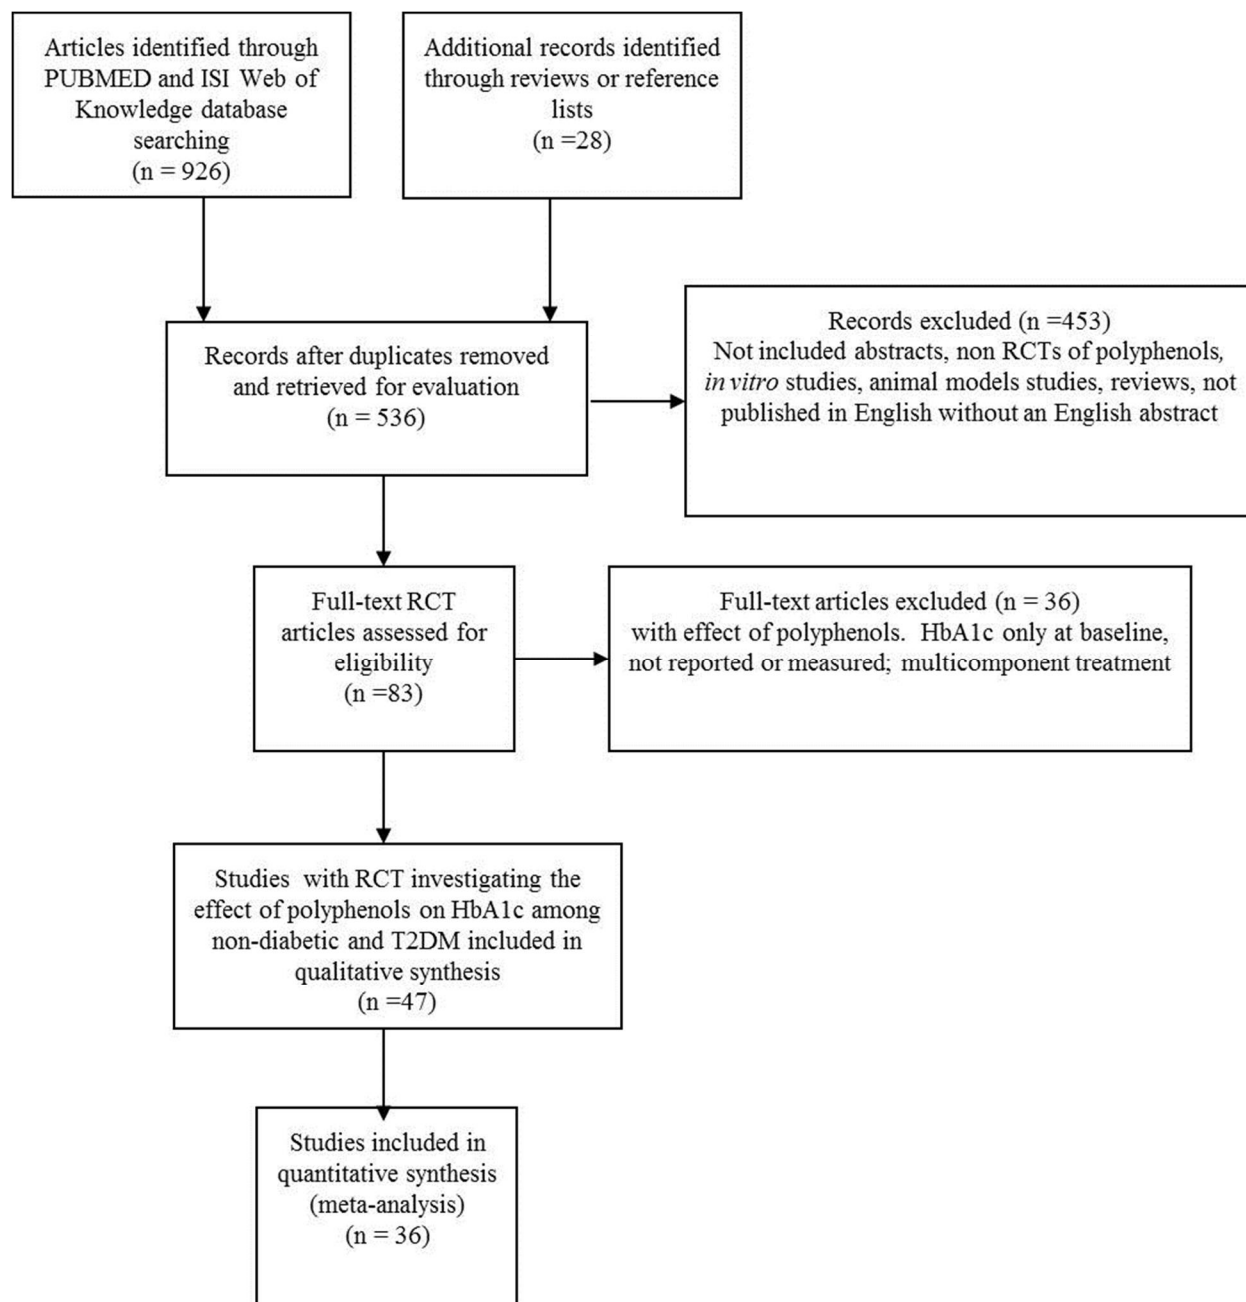 Articles identified through
PUBMED and ISI Web of
Knowledge database
searching
(n = 926)
Additional records identified
through reviews or reference
lists
(n =28)
Records after duplicates removed
and retrieved for evaluation
(n = 536)
Records excluded (n =453)
Not included abstracts, non RCTs of polyphenols,
in vitro studies, animal models studies, reviews, not
published in English without an English abstract
Full-text RCT
articles assessed for
eligibility
(n =83)
Full-text articles excluded (n = 36)
with effect of polyphenols. HbA1c only at baseline,
not reported or measured; multicomponent treatment
Studies with RCT investigating the
effect of polyphenols on HbA1c among
non-diabetic and T2DM included in
qualitative synthesis
(n =47)
Studies included in
quantitative synthesis
(meta-analysis)
(n = 36)